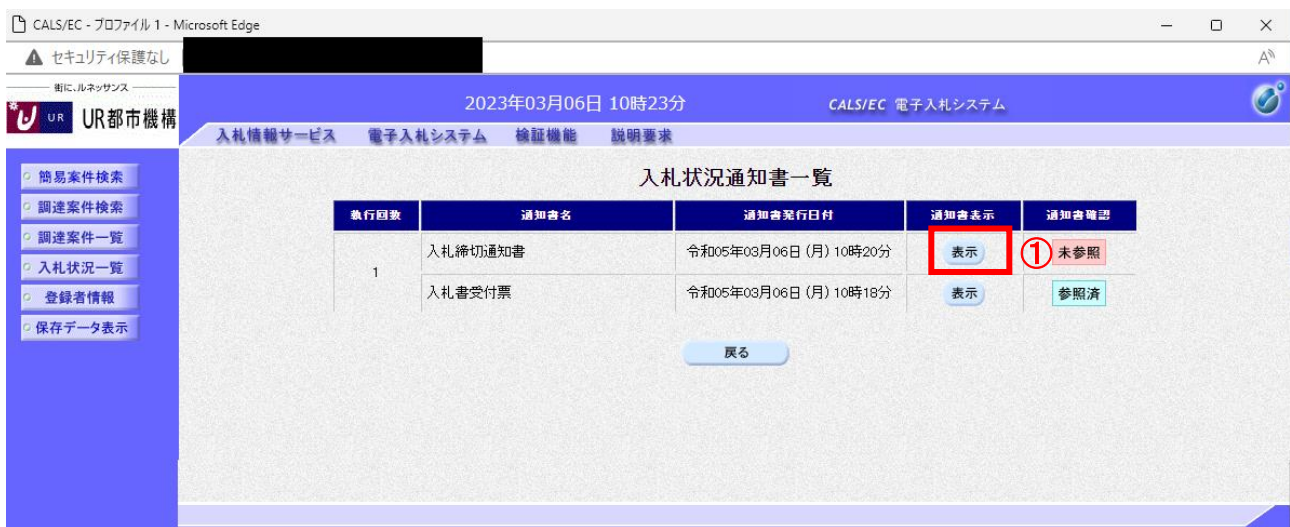 CALS/EC - プロファイル 1 - Microsoft Edge
セキュリティ保護なし
街に、ルネッサンス
UR UR都市機構
2023年03月06日 10時23分 CALS/EC 電子入札システム
入札情報サービス 電子入札システム 検証機能 説明要求
簡易案件検索
調達案件検索
調達案件一覧
入札状況一覧
登録者情報
保存データ表示
入札状況通知書一覧
執行回数 通知書名 通知書発行日付 通知書表示 通知書確認
1
入札締切通知書 令和05年03月06日 (月) 10時20分 表示 ① 未参照
入札書受付票 令和05年03月06日 (月) 10時18分 表示 参照済
戻る